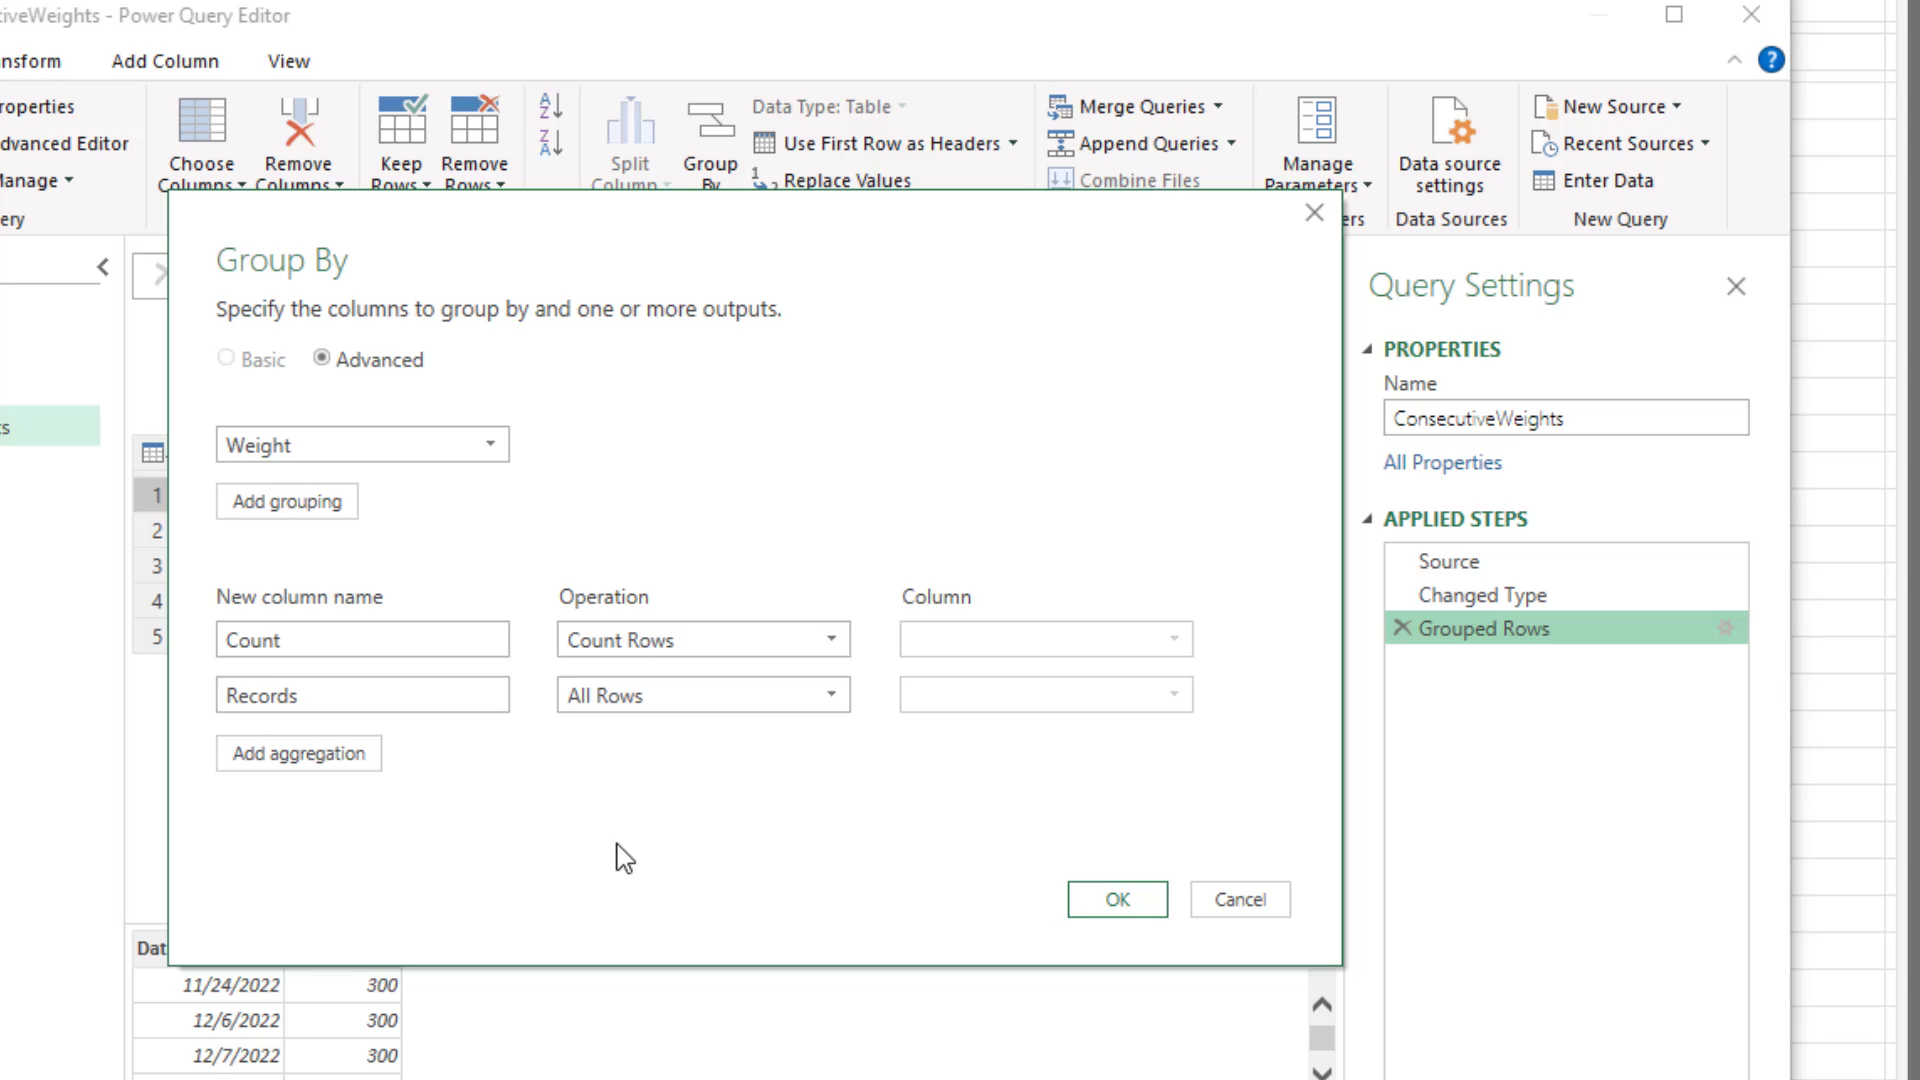 iveWeights - Power Query Editor
nsform Add Column View
roperties
dvanced Editor
Manage
ery
Choose Columns
Remove Columns
Keep Rows
Remove Rows
A Z
Z A
Split Column
Group By
Data Type: Table
Use First Row as Headers
1 2 Replace Values
Merge Queries
Append Queries
Combine Files
Manage Parameters
ers
Data source settings
Data Sources
New Source
Recent Sources
Enter Data
New Query
?
Group By
Specify the columns to group by and one or more outputs.
Basic Advanced
Weight
Add grouping
New column name Operation Column
Count Count Rows
Records All Rows
Add aggregation
OK Cancel
s
1
2
3
4
5
Dat
11/24/2022 300
12/6/2022 300
12/7/2022 300
Query Settings
PROPERTIES
Name
ConsecutiveWeights
All Properties
APPLIED STEPS
Source
Changed Type
Grouped Rows